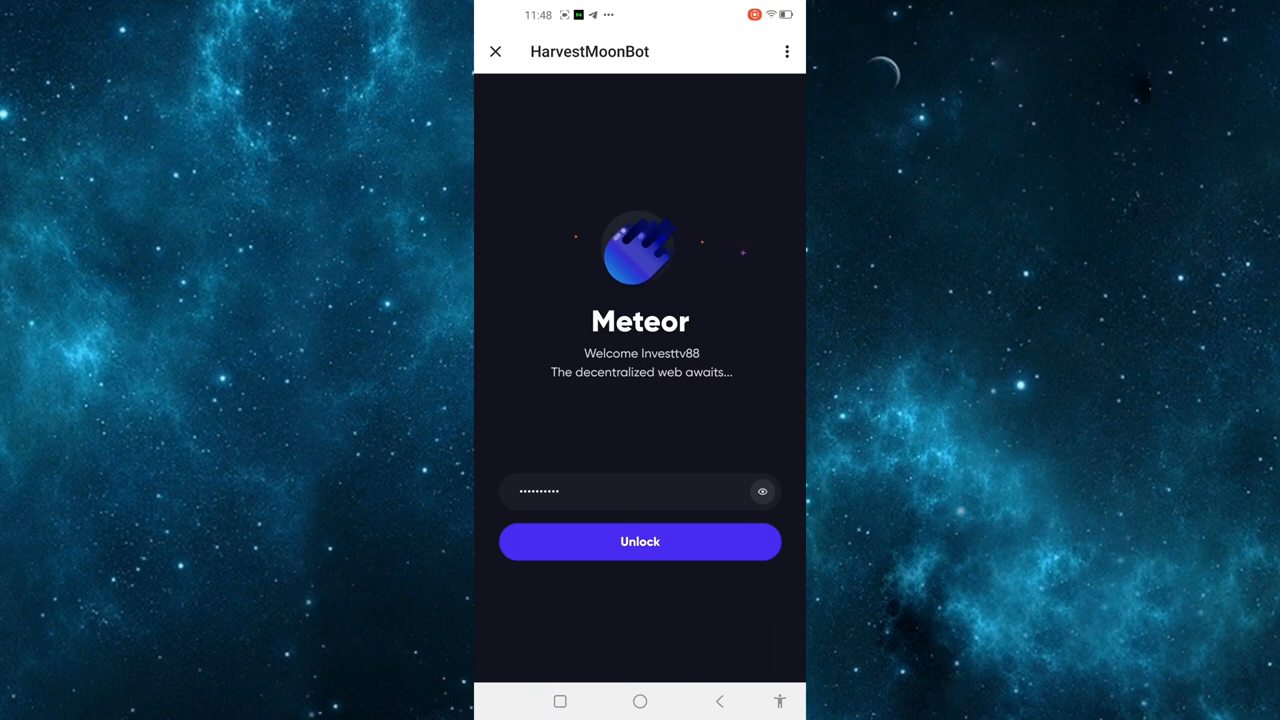 11:48
HarvestMoonBot
Meteor
Welcome Investtv88
The decentralized web awaits...
••••••••••
Unlock